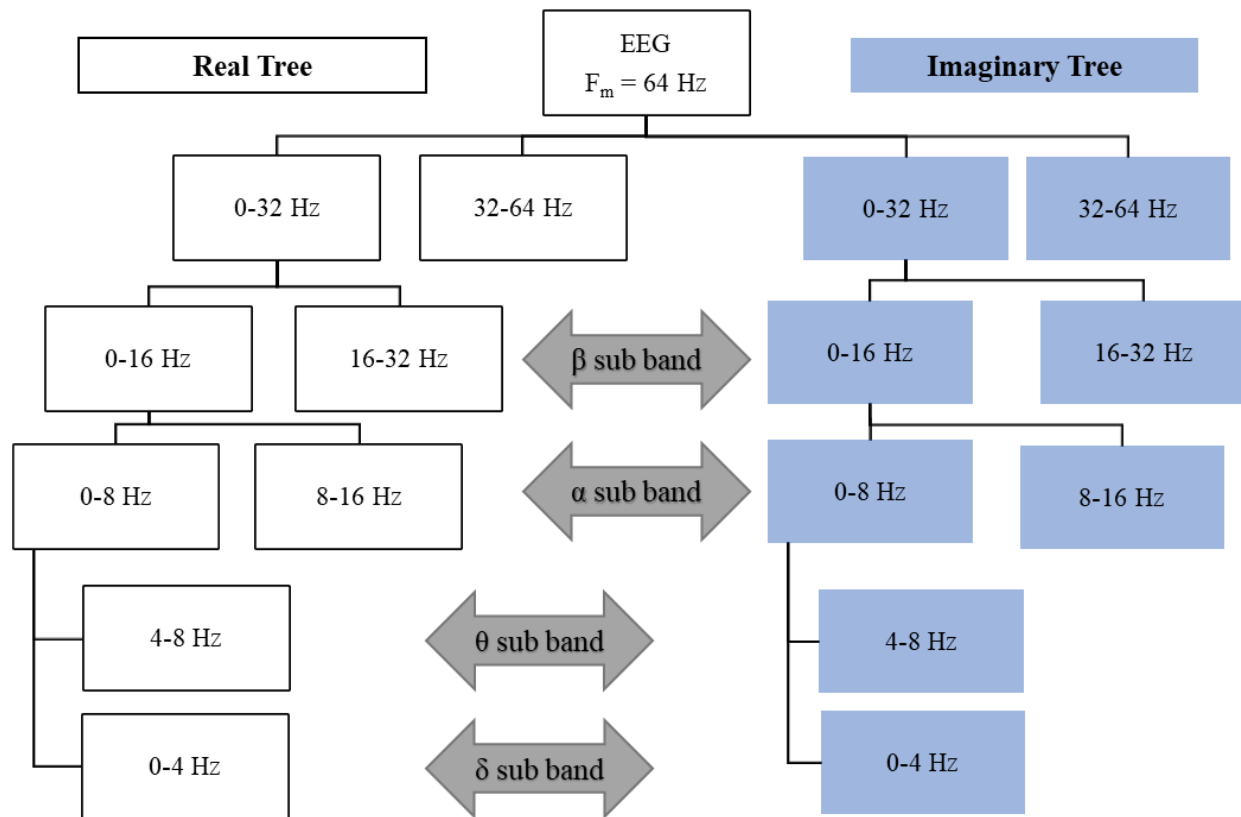 EEG
F_m = 64 Hz
Real Tree
Imaginary Tree
0-32 Hz
32-64 Hz
0-32 Hz
32-64 Hz
0-16 Hz
16-32 Hz
β sub band
0-16 Hz
16-32 Hz
0-8 Hz
8-16 Hz
α sub band
0-8 Hz
8-16 Hz
4-8 Hz
θ sub band
4-8 Hz
0-4 Hz
δ sub band
0-4 Hz